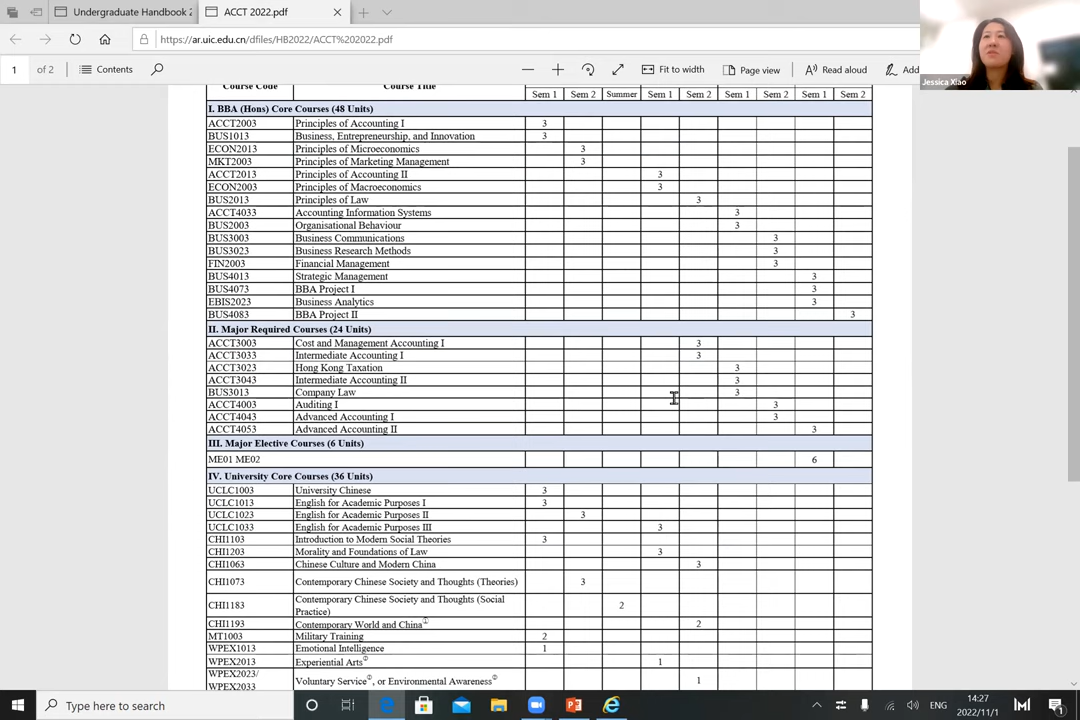 Undergraduate Handbook 2
ACCT 2022.pdf
https://ar.uic.edu.cn/dfiles/HB2022/ACCT%202022.pdf
1 of 2 Contents Fit to width Page view Read aloud Add
Jessica Xiao
Course Code Course Title
Sem 1 Sem 2 Summer Sem 1 Sem 2 Sem 1 Sem 2 Sem 1 Sem 2
I. BBA (Hons) Core Courses (48 Units)
ACCT2003 Principles of Accounting I 3
BUS1013 Business, Entrepreneurship, and Innovation 3
ECON2013 Principles of Microeconomics 3
MKT2003 Principles of Marketing Management 3
ACCT2013 Principles of Accounting II 3
ECON2003 Principles of Macroeconomics 3
BUS2013 Principles of Law 3
ACCT4033 Accounting Information Systems 3
BUS2003 Organisational Behaviour 3
BUS3003 Business Communications 3
BUS3023 Business Research Methods 3
FIN2003 Financial Management 3
BUS4013 Strategic Management 3
BUS4073 BBA Project I 3
EBIS2023 Business Analytics 3
BUS4083 BBA Project II 3
II. Major Required Courses (24 Units)
ACCT3003 Cost and Management Accounting I 3
ACCT3033 Intermediate Accounting I 3
ACCT3023 Hong Kong Taxation 3
ACCT3043 Intermediate Accounting II 3
BUS3013 Company Law 3
ACCT4003 Auditing I 3
ACCT4043 Advanced Accounting I 3
ACCT4053 Advanced Accounting II 3
III. Major Elective Courses (6 Units)
ME01 ME02 6
IV. University Core Courses (36 Units)
UCLC1003 University Chinese 3
UCLC1013 English for Academic Purposes I 3
UCLC1023 English for Academic Purposes II 3
UCLC1033 English for Academic Purposes III 3
CHI1103 Introduction to Modern Social Theories 3
CHI1203 Morality and Foundations of Law 3
CHI1063 Chinese Culture and Modern China 3
CHI1073 Contemporary Chinese Society and Thoughts (Theories) 3
CHI1183 Contemporary Chinese Society and Thoughts (Social
Practice) 2
CHI1193 Contemporary World and China① 2
MT1003 Military Training 2
WPEX1013 Emotional Intelligence 1
WPEX2013 Experiential Arts② 1
WPEX2023/
WPEX2033 Voluntary Service②, or Environmental Awareness② 1
Type here to search
ENG
14:27
2022/11/1